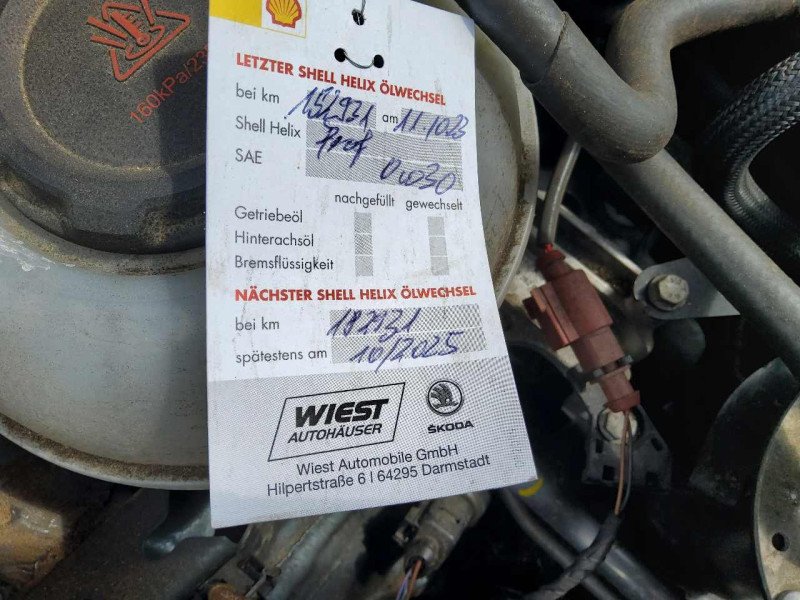 160kPa/23
LETZTER SHELL HELIX ÖLWECHSEL
bei km 152931 am 11.10.23
Shell Helix Prof
SAE 0W30
nachgefüllt gewechselt
Getriebeöl
Hinterachsöl
Bremsflüssigkeit
NÄCHSTER SHELL HELIX ÖLWECHSEL
bei km 182931
spätestens am 10/2025
WIEST
AUTOHÄUSER
ŠKODA
Wiest Automobile GmbH
Hilpertstraße 6 | 64295 Darmstadt